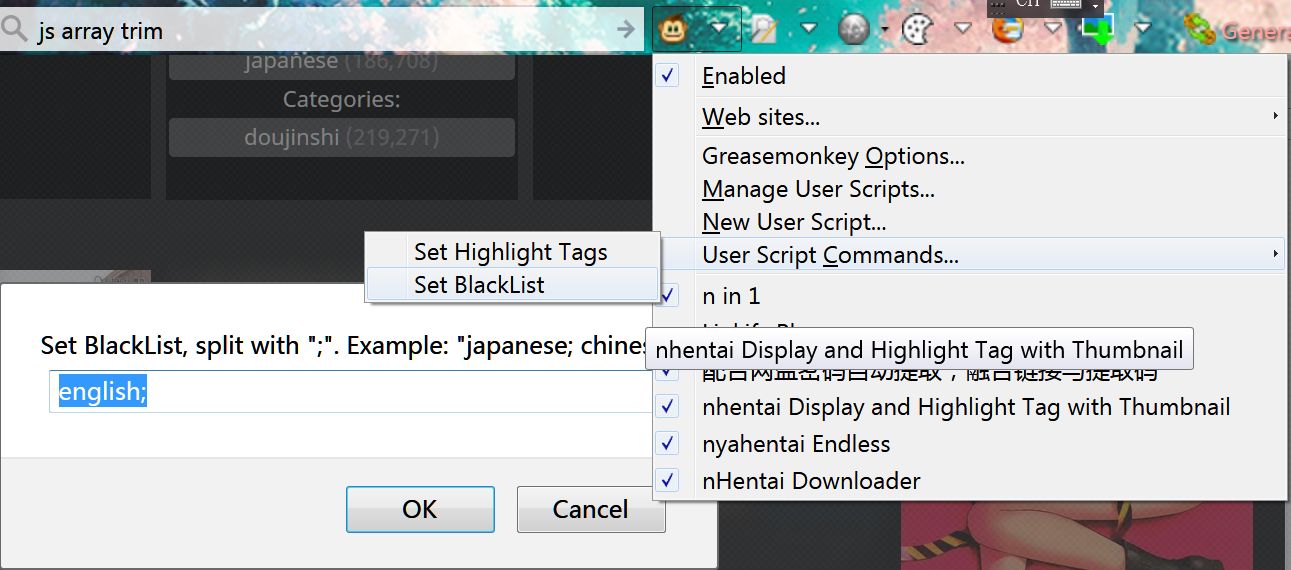 CH
js array trim
Genera
japanese (186,708)
Categories:
doujinshi (219,271)
Enabled
Web sites...
Greasemonkey Options...
Manage User Scripts...
New User Script...
User Script Commands...
Set Highlight Tags
Set BlackList
n in 1
Set BlackList, split with ";". Example: "japanese; chines
english;
OK
Cancel
nhentai Display and Highlight Tag with Thumbnail
配合网盘密码自动提取，融合链接与提取码
nhentai Display and Highlight Tag with Thumbnail
nyahentai Endless
nHentai Downloader